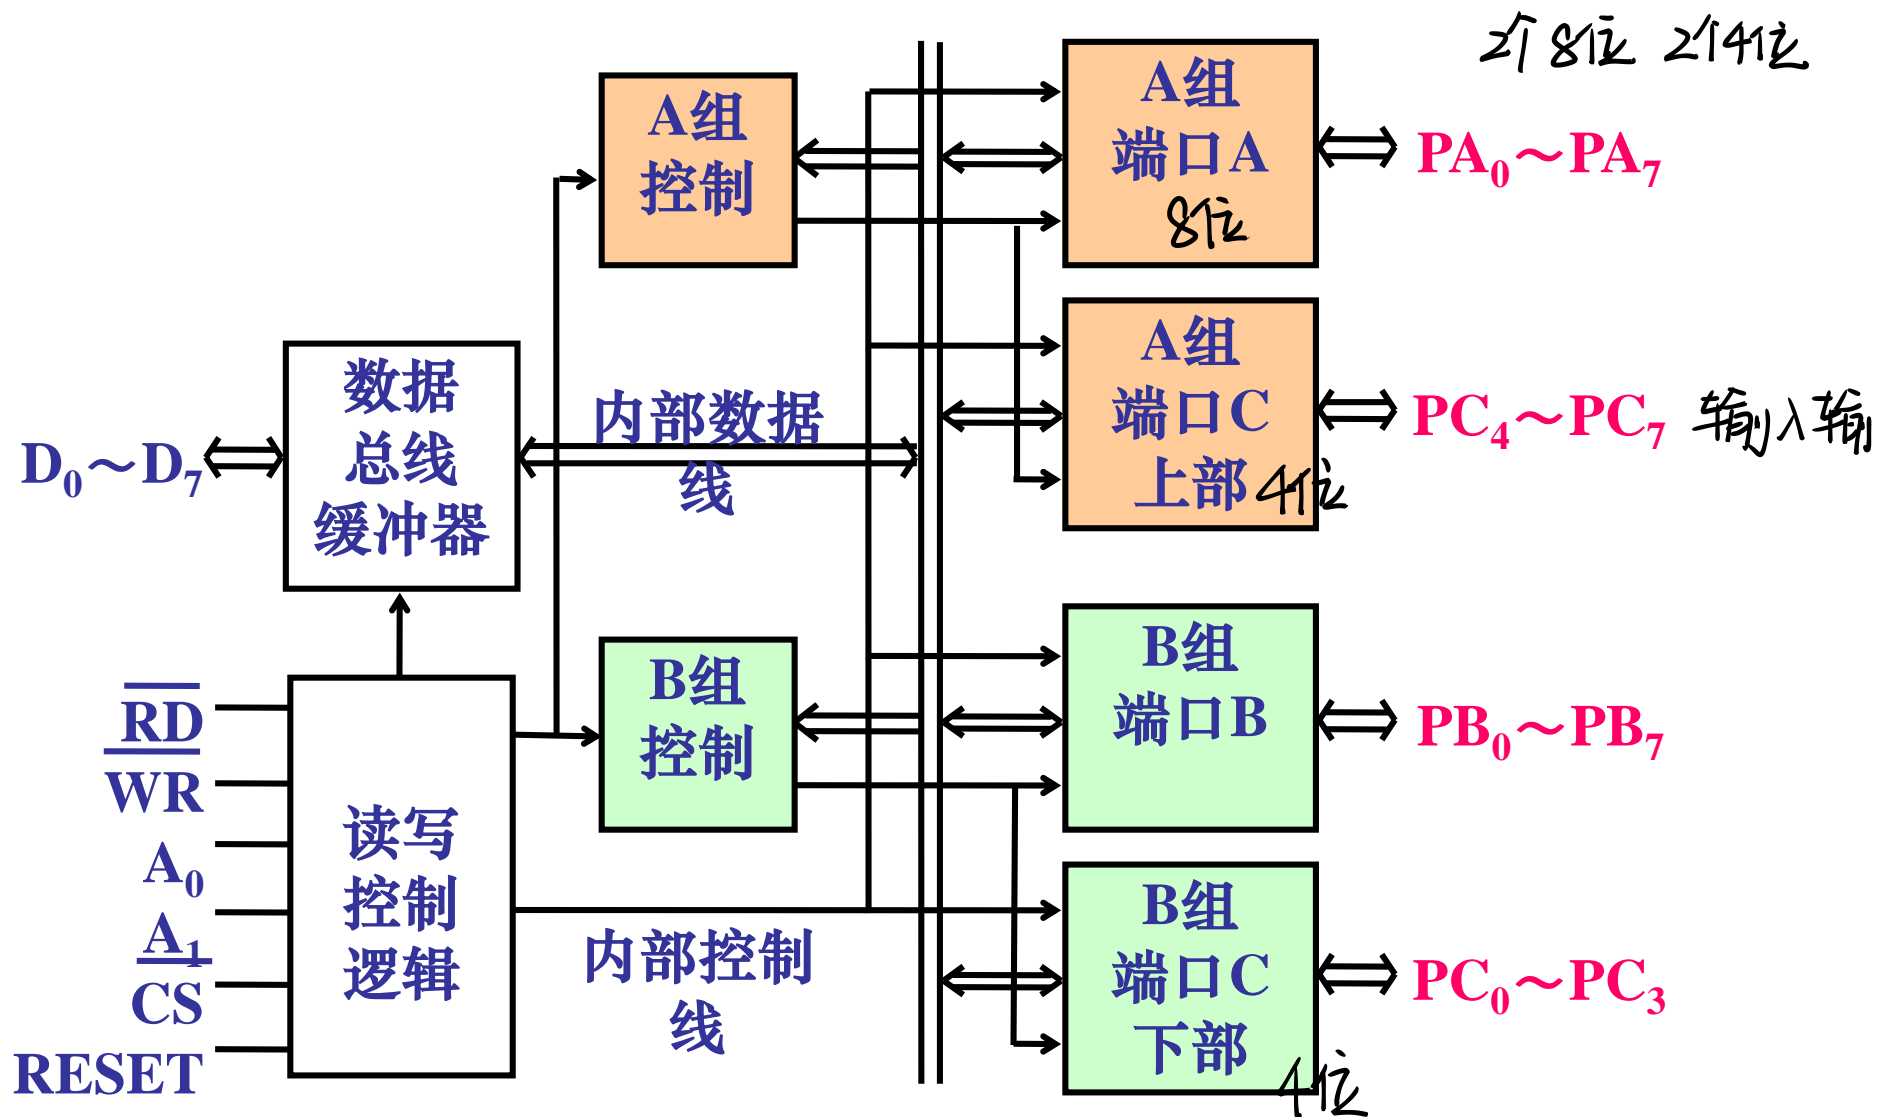 2个8位 2个4位
A组
控制
A组
端口A
8位
PA0～PA7
A组
端口C
上部 4位
PC4～PC7
输入输
数据
总线
缓冲器
D0～D7
内部数据
线
B组
控制
B组
端口B
PB0～PB7
RD
WR
A0
A1
CS
RESET
读写
控制
逻辑
内部控制
线
B组
端口C
下部
4位
PC0～PC3